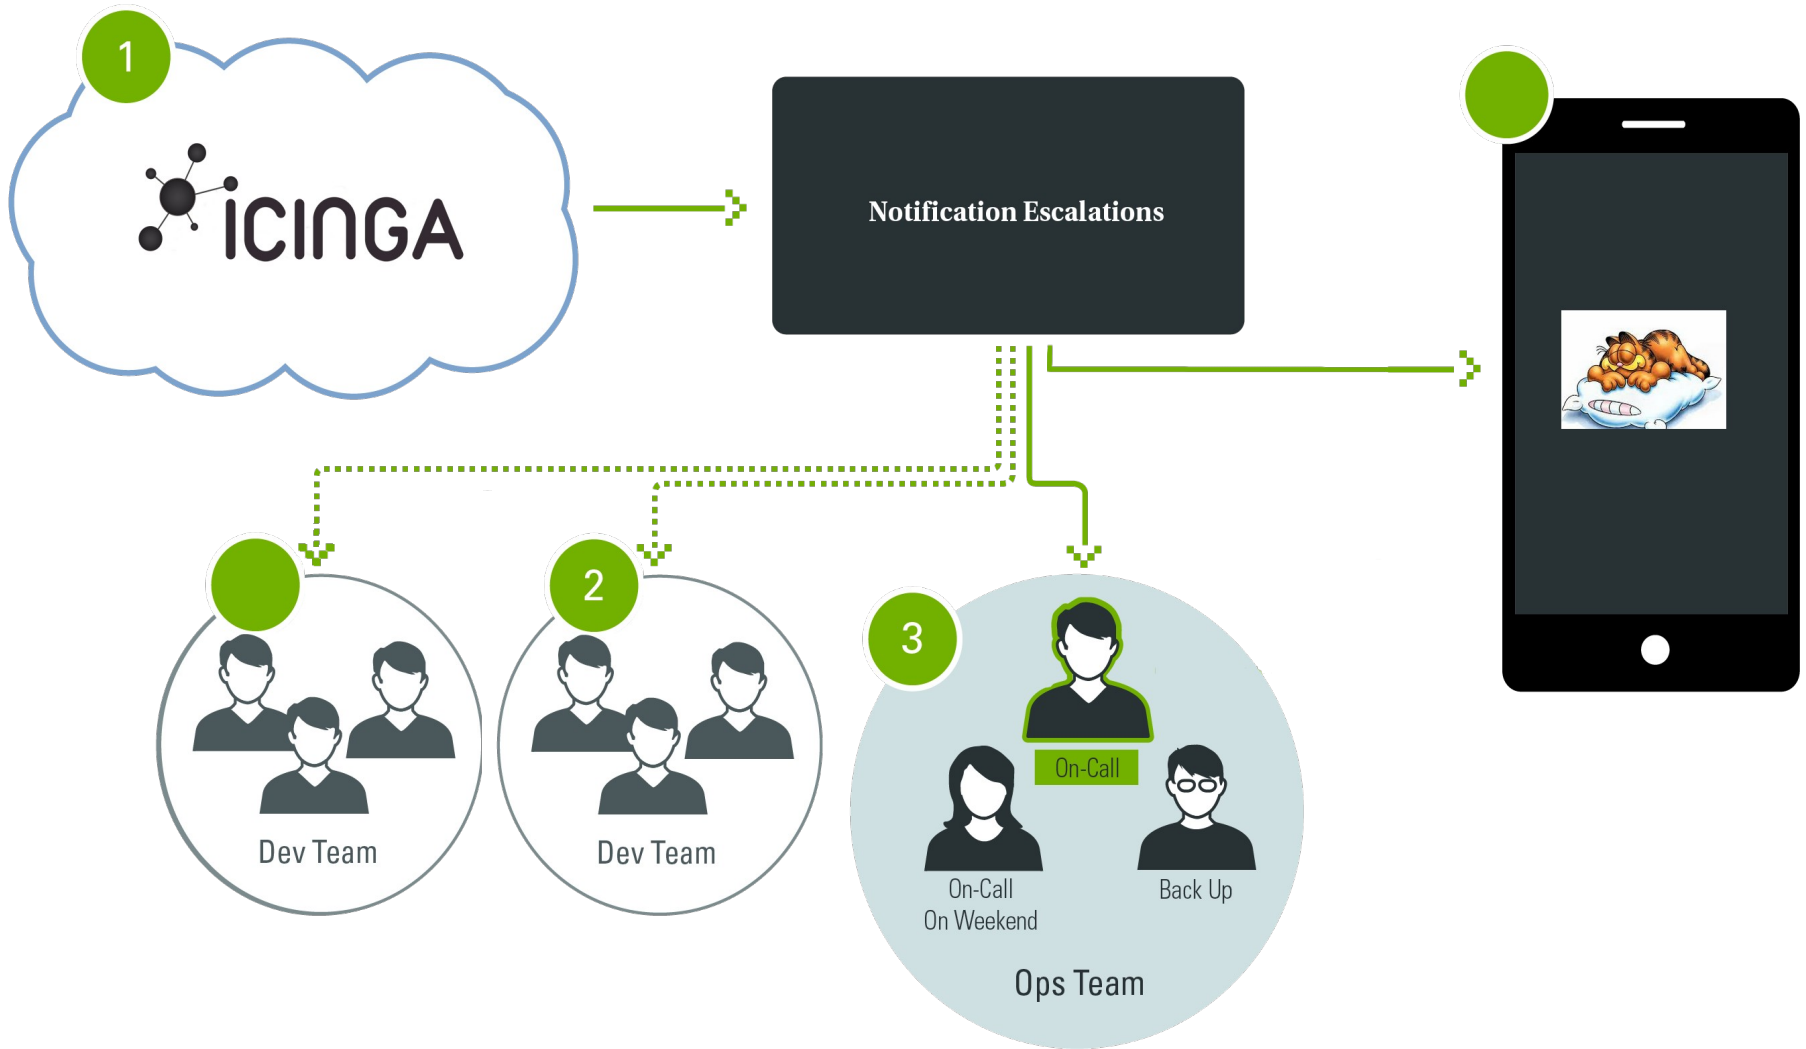 1
ICINGA
Notification Escalations
2
3
On-Call
Dev Team
Dev Team
On-Call
On Weekend
Back Up
Ops Team